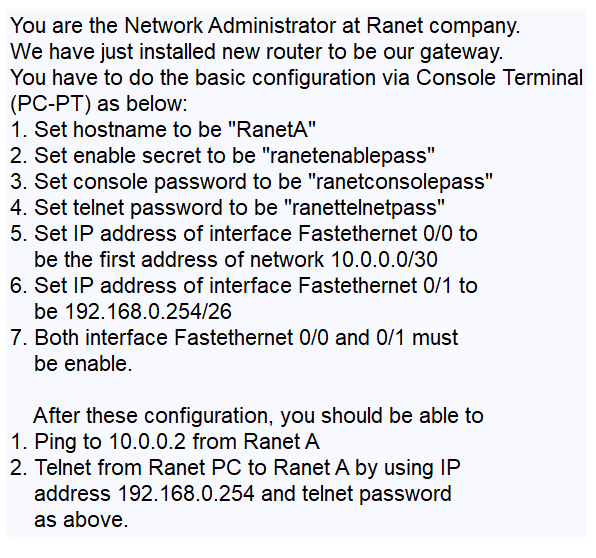 You are the Network Administrator at Ranet company.
We have just installed new router to be our gateway.
You have to do the basic configuration via Console Terminal
(PC-PT) as below:
1. Set hostname to be "RanetA"
2. Set enable secret to be "ranetenablepass"
3. Set console password to be "ranetconsolepass"
4. Set telnet password to be "ranettelnetpass"
5. Set IP address of interface Fastethernet 0/0 to
be the first address of network 10.0.0.0/30
6. Set IP address of interface Fastethernet 0/1 to
be 192.168.0.254/26
7. Both interface Fastethernet 0/0 and 0/1 must
be enable.
After these configuration, you should be able to
1. Ping to 10.0.0.2 from Ranet A
2. Telnet from Ranet PC to Ranet A by using IP
address 192.168.0.254 and telnet password
as above.